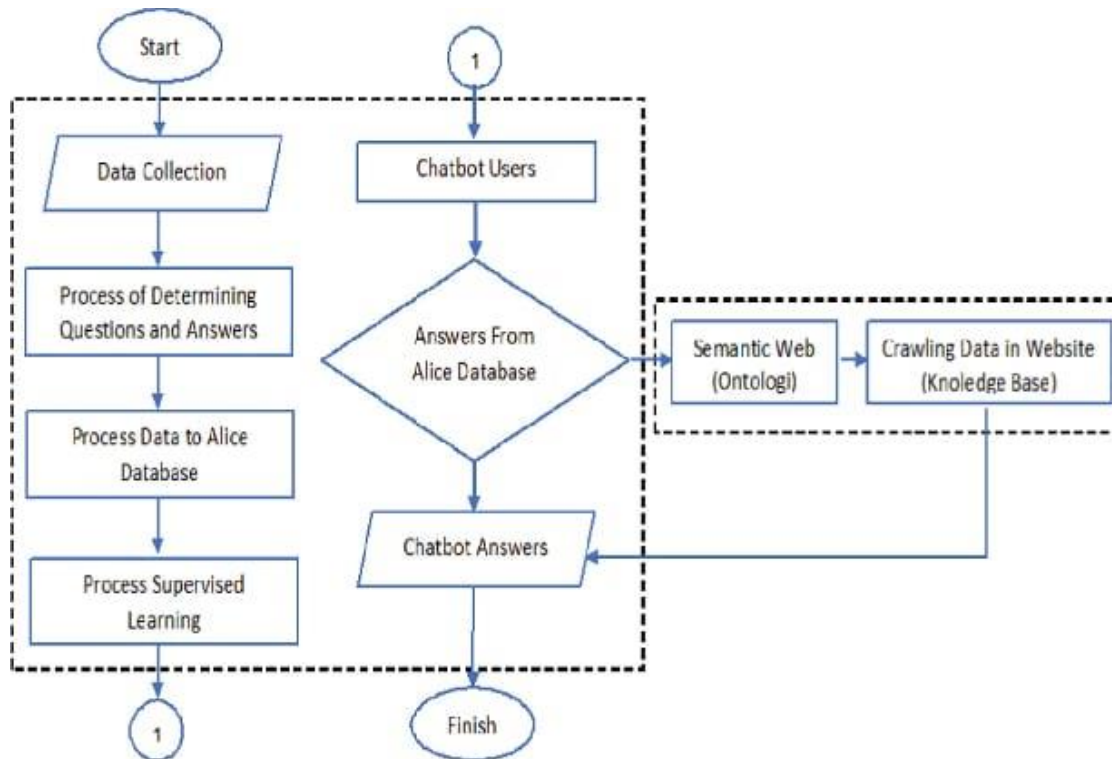 Start
Data Collection
Process of Determining
Questions and Answers
Process Data to Alice
Database
Process Supervised
Learning
1
1
Chatbot Users
Answers From
Alice Database
Semantic Web
(Ontologi)
Crawling Data in Website
(Knoledge Base)
Chatbot Answers
Finish